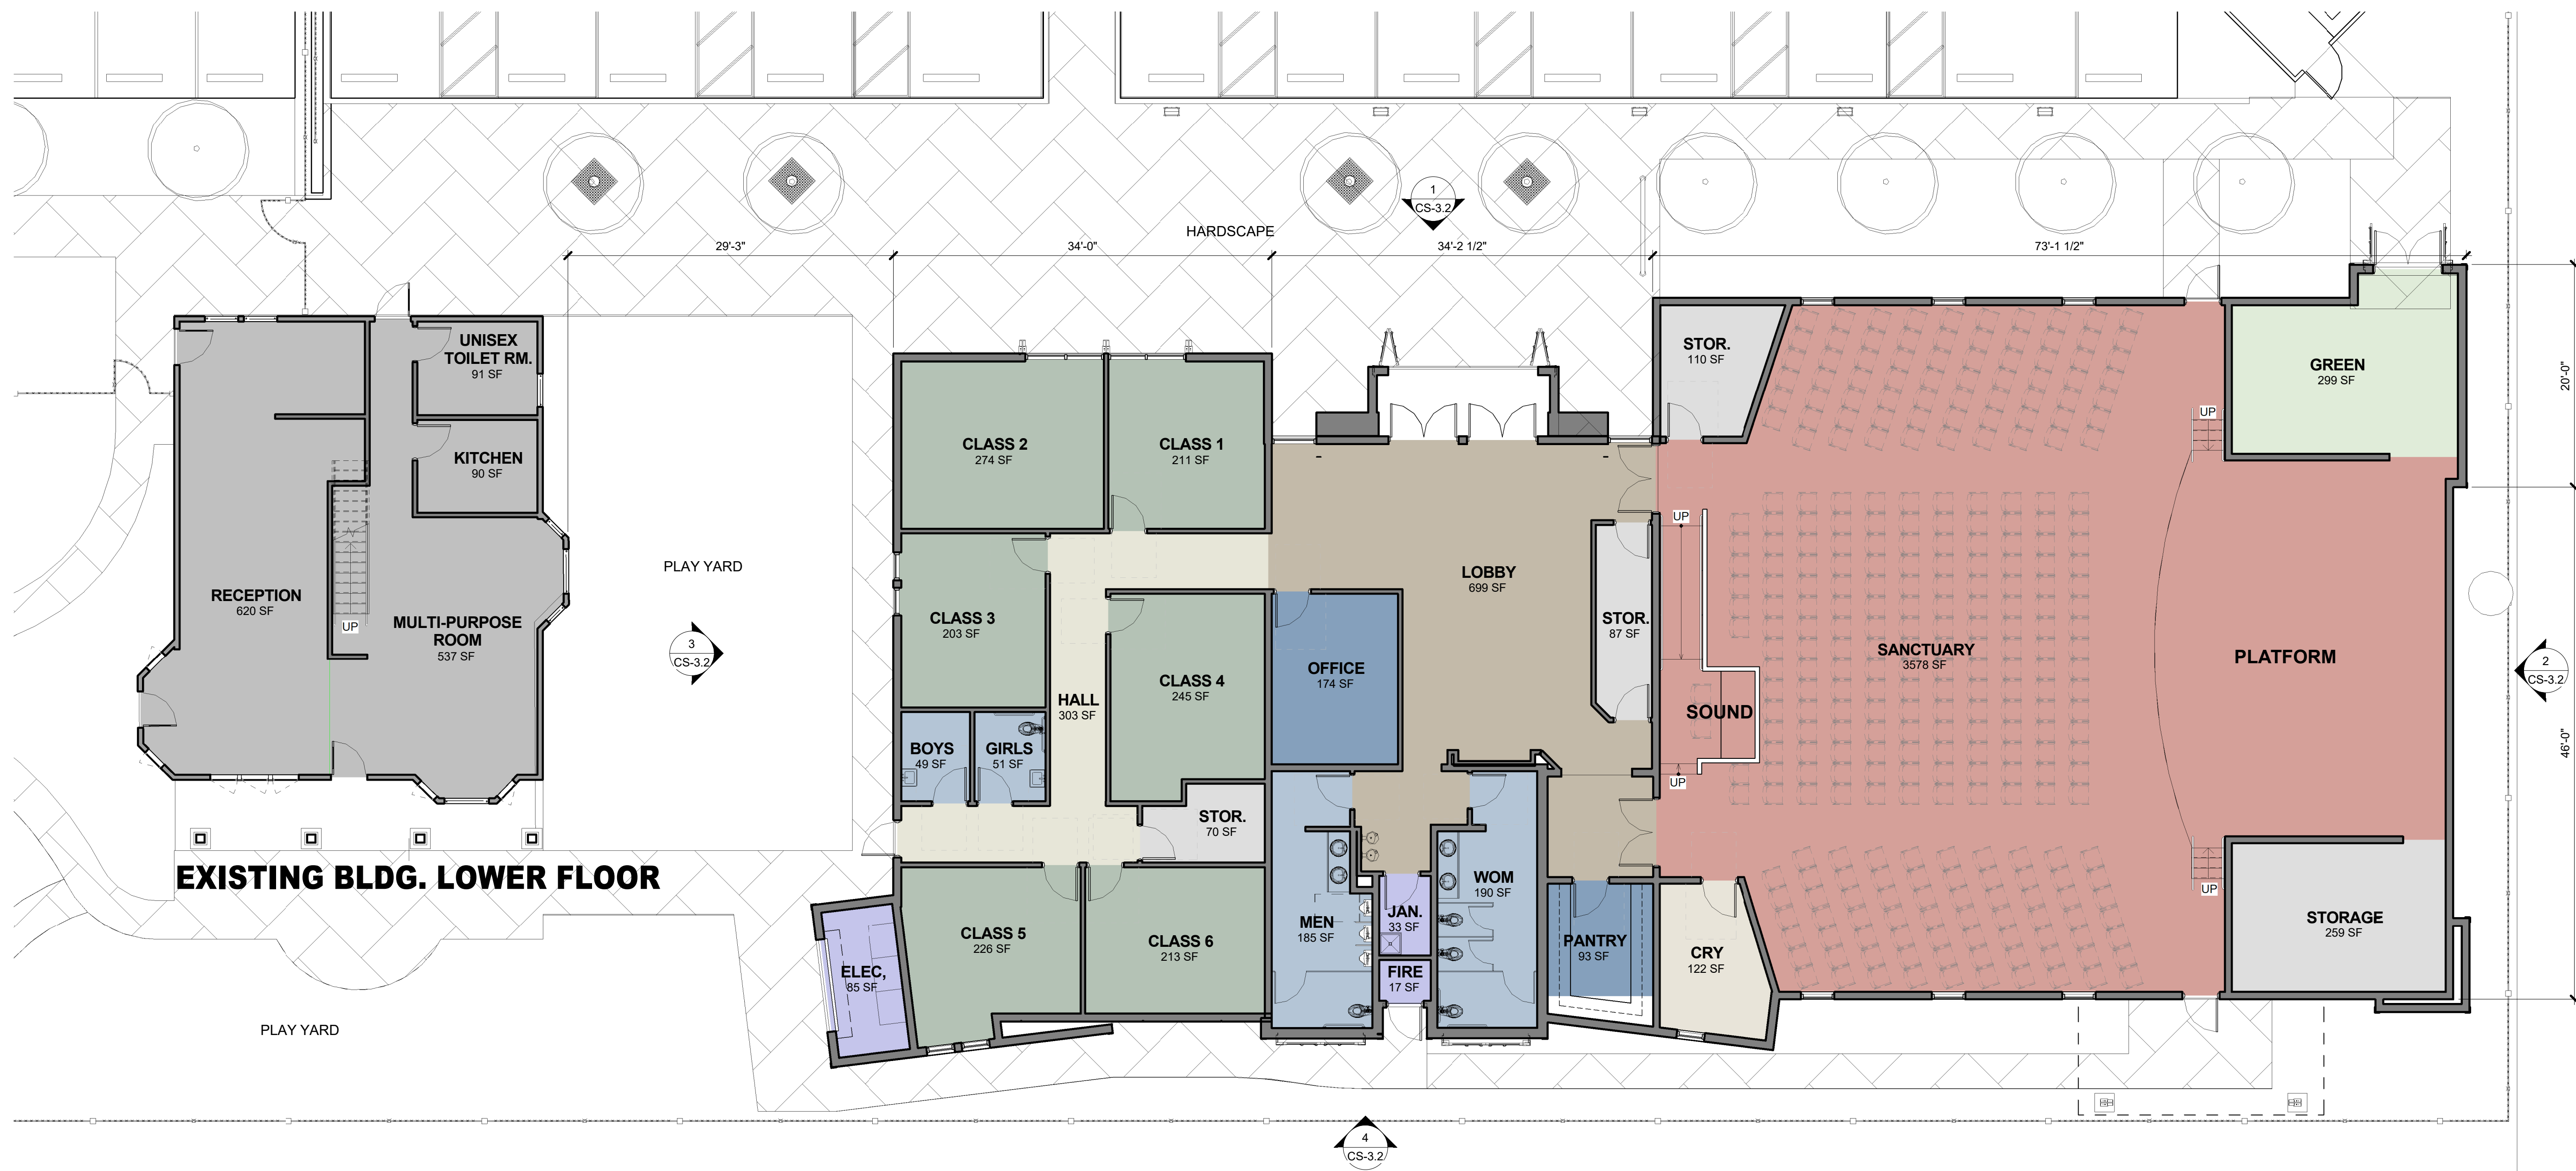 1
CS-3.2
HARDSCAPE
29'-3"
34'-0"
34'-2 1/2"
73'-1 1/2"
20'-0"
46'-0"
UNISEX
TOILET RM.
91 SF
KITCHEN
90 SF
RECEPTION
620 SF
UP
MULTI-PURPOSE
ROOM
537 SF
PLAY YARD
3
CS-3.2
EXISTING BLDG. LOWER FLOOR
PLAY YARD
CLASS 2
274 SF
CLASS 1
211 SF
CLASS 3
203 SF
CLASS 4
245 SF
HALL
303 SF
BOYS
49 SF
GIRLS
51 SF
STOR.
70 SF
CLASS 5
226 SF
CLASS 6
213 SF
ELEC,
85 SF
LOBBY
699 SF
OFFICE
174 SF
STOR.
87 SF
MEN
185 SF
JAN.
33 SF
FIRE
17 SF
WOM
190 SF
PANTRY
93 SF
CRY
122 SF
STOR.
110 SF
UP
SOUND
UP
SANCTUARY
3578 SF
UP
GREEN
299 SF
PLATFORM
UP
STORAGE
259 SF
2
CS-3.2
4
CS-3.2